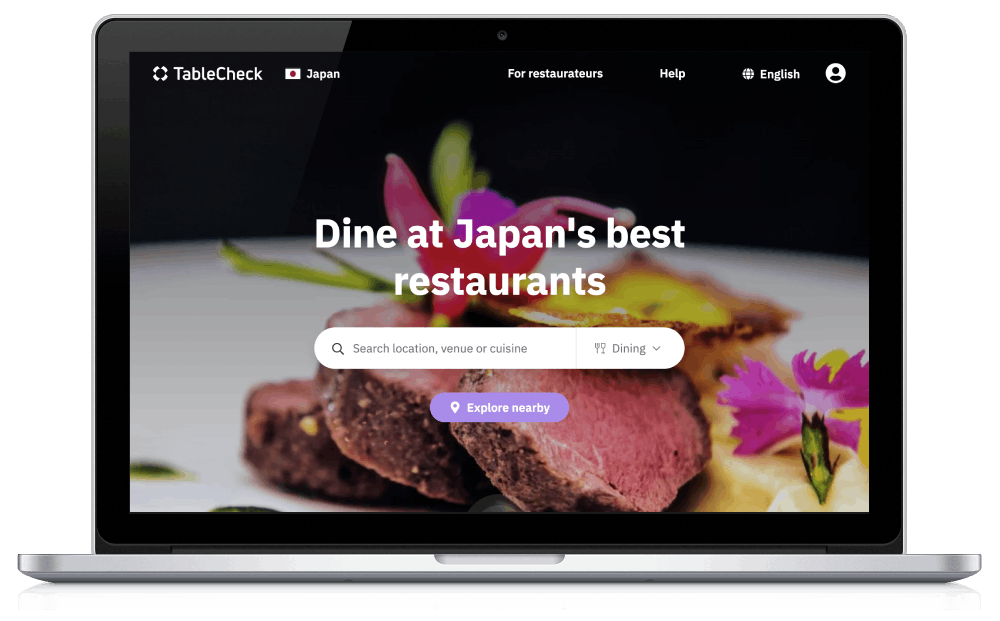 TableCheck
Japan
For restaurateurs
Help
English
Dine at Japan's best
restaurants
Search location, venue or cuisine
Dining
Explore nearby